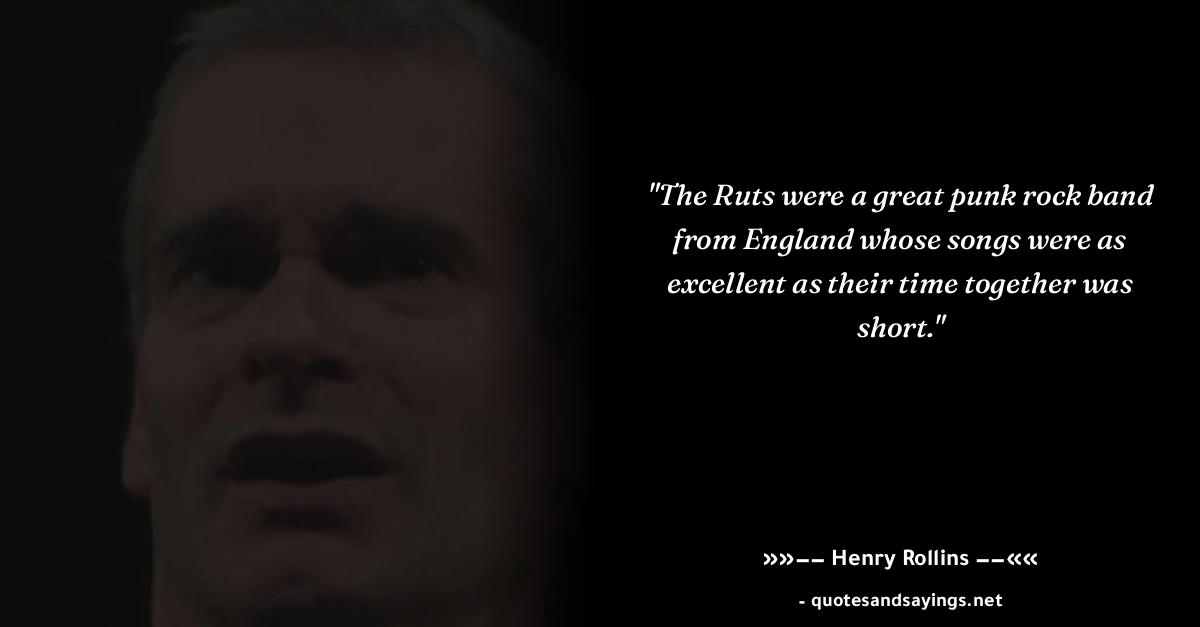 "The Ruts were a great punk rock band
from England whose songs were as
excellent as their time together was
short."
»»−− Henry Rollins −−««
- quotesandsayings.net